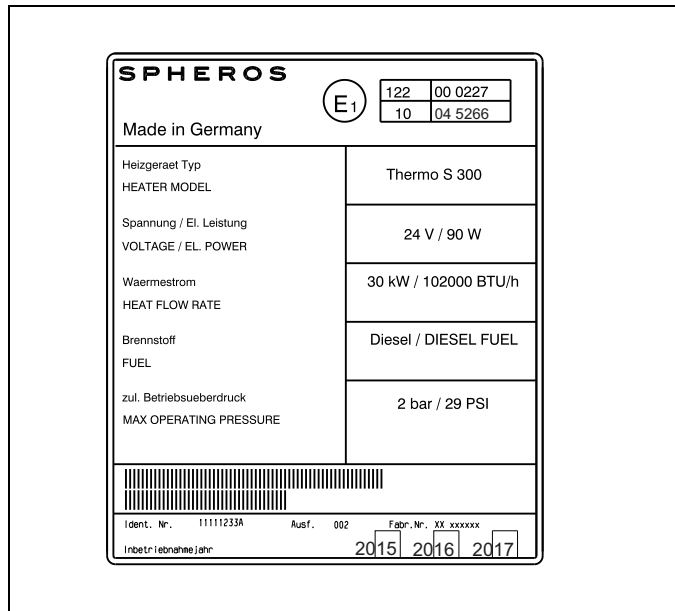 SPHEROS
E1
122 00 0227
10 04 5266
Made in Germany
Heizgeraet Typ
HEATER MODEL
Thermo S 300
Spannung / El. Leistung
VOLTAGE / EL. POWER
24 V / 90 W
Waermestrom
HEAT FLOW RATE
30 kW / 102000 BTU/h
Brennstoff
FUEL
Diesel / DIESEL FUEL
zul. Betriebsueberdruck
MAX OPERATING PRESSURE
2 bar / 29 PSI
Ident. Nr. 11111233A Ausf. 002 Fabr.Nr. XX xxxxxx
Inbetriebnahmejahr 2015 2016 2017